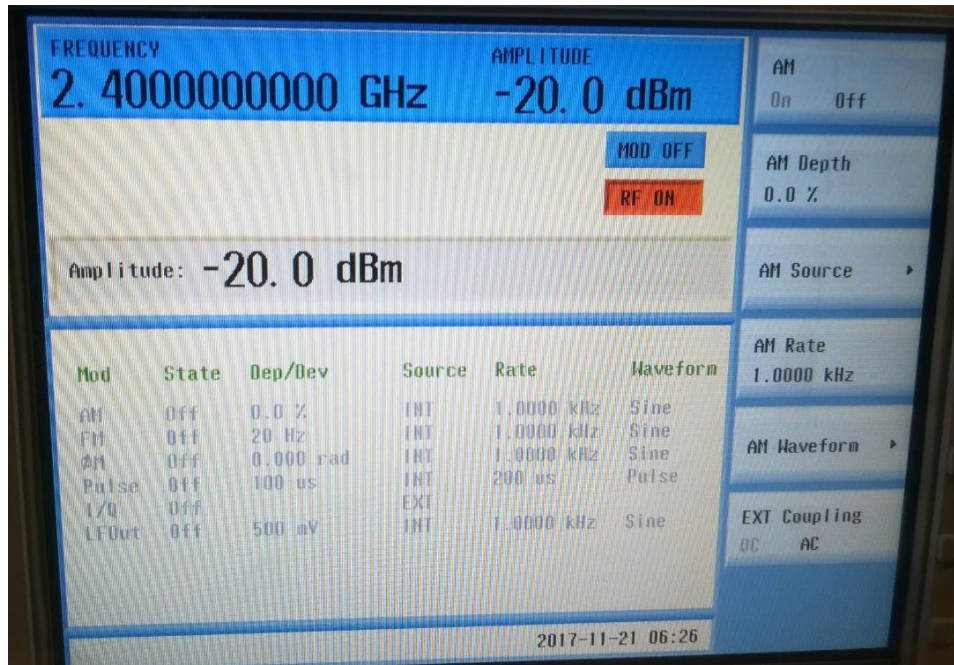 FREQUENCY AMPLITUDE
2. 4000000000 GHz -20. 0 dBm
MOD OFF
RF ON
Amplitude: -20. 0 dBm
Mod State Dep/Dev Source Rate Waveform
AM Off 0.0 % INT 1.0000 kHz Sine
FM Off 20 Hz INT 1.0000 kHz Sine
ØM Off 0.000 rad INT 1.0000 kHz Sine
Pulse Off 100 us INT 200 us Pulse
I/Q Off EXT
LFOut Off 500 mV INT 1.0000 kHz Sine
2017-11-21 06:26
AM
On Off
AM Depth
0.0 %
AM Source
AM Rate
1.0000 kHz
AM Waveform
EXT Coupling
DC AC